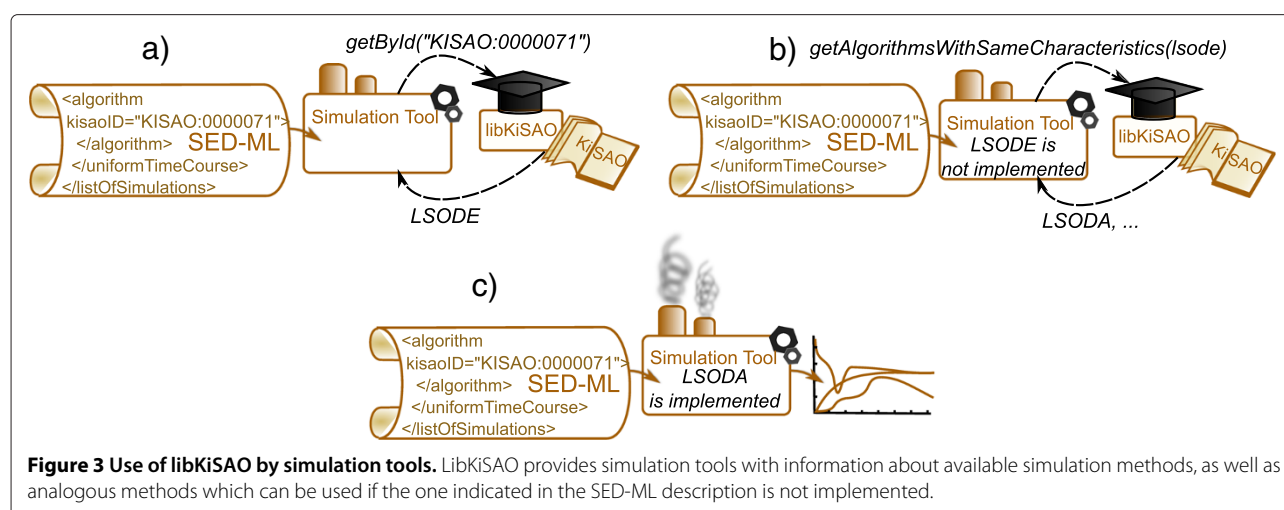 a)
getById("KISAO:0000071")
<algorithm
kisaoID="KISAO:0000071">
</algorithm> SED-ML
</uniformTimeCourse>
</listOfSimulations>
Simulation Tool
libKiSAO
KiSAO
LSODE
b)
getAlgorithmsWithSameCharacteristics(lsode)
<algorithm
kisaoID="KISAO:0000071">
</algorithm> SED-ML
</uniformTimeCourse>
</listOfSimulations>
Simulation Tool
LSODE is
not implemented
libKiSAO
KiSAO
LSODA, ...
c)
<algorithm
kisaoID="KISAO:0000071">
</algorithm> SED-ML
</uniformTimeCourse>
</listOfSimulations>
Simulation Tool
LSODA
is implemented
Figure 3 Use of libKiSAO by simulation tools. LibKiSAO provides simulation tools with information about available simulation methods, as well as
analogous methods which can be used if the one indicated in the SED-ML description is not implemented.